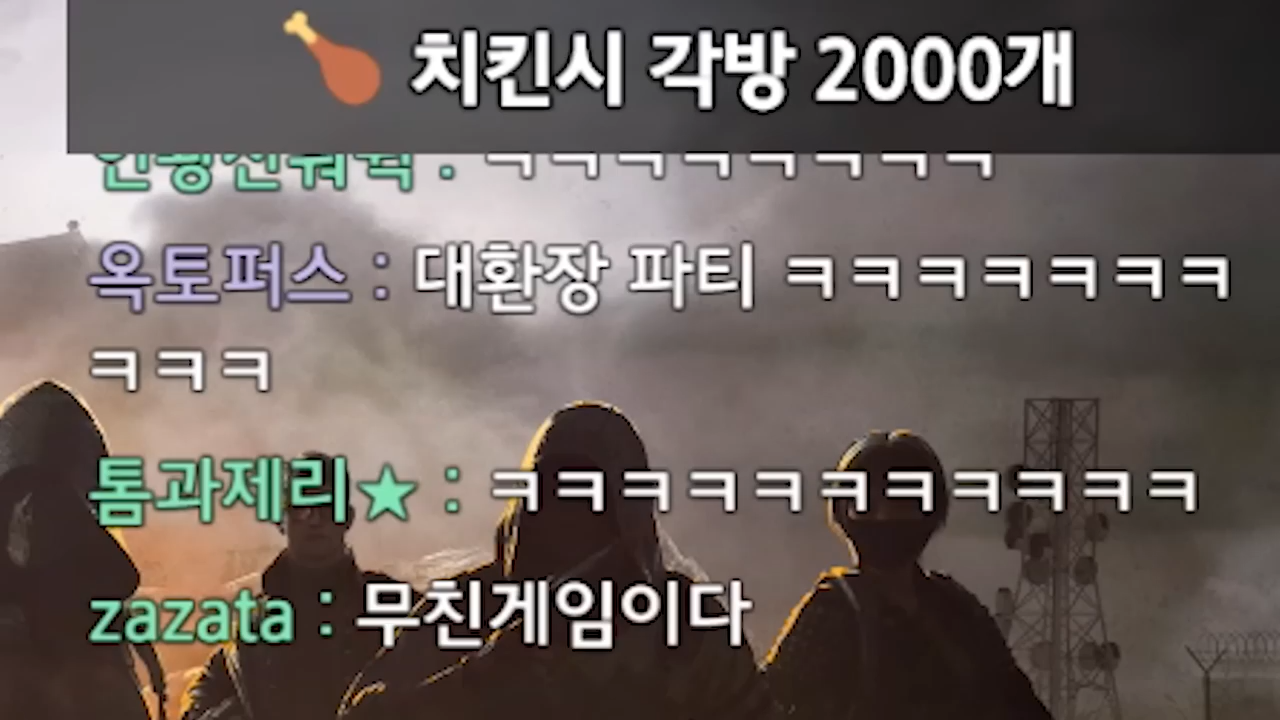 치킨시 각방 2000개
옥토퍼스 : 대환장 파티 ㅋㅋㅋㅋㅋㅋㅋ
ㅋㅋㅋ
톰과제리★ : ㅋㅋㅋㅋㅋㅋㅋㅋㅋㅋㅋ
zazata : 무친게임이다